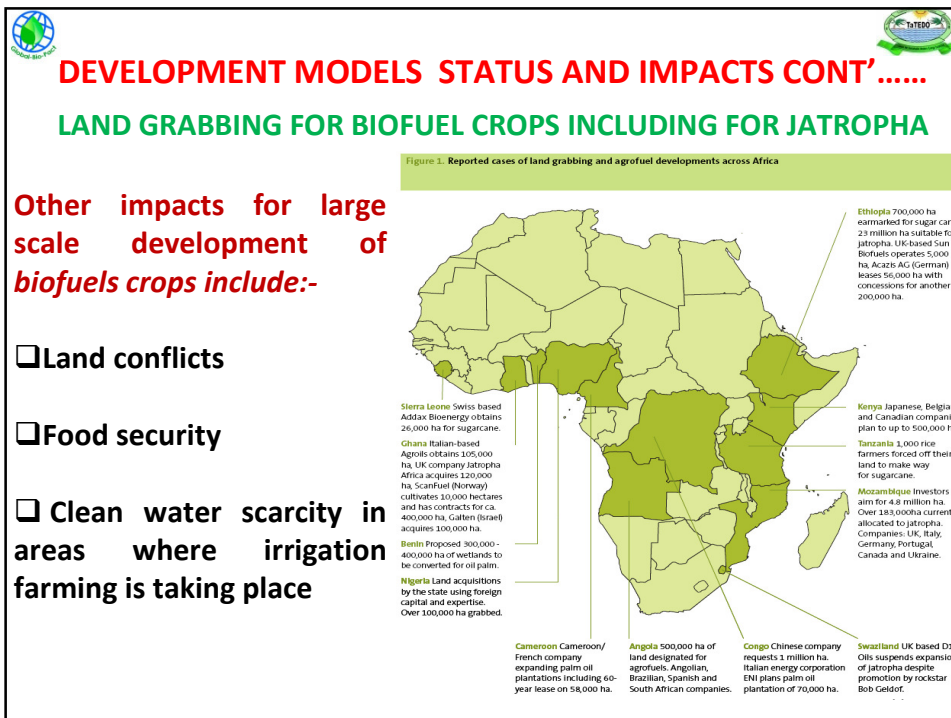 Global-Bio-Pact
TaTEDO
DEVELOPMENT MODELS STATUS AND IMPACTS CONT’……
LAND GRABBING FOR BIOFUEL CROPS INCLUDING FOR JATROPHA
Other impacts for large
scale development of
biofuels crops include:-
❑Land conflicts
❑Food security
❑ Clean water scarcity in
areas where irrigation
farming is taking place
Figure 1. Reported cases of land grabbing and agrofuel developments across Africa
Ethiopia 700,000 ha
earmarked for sugar can
23 million ha suitable fo
jatropha. UK-based Sun
Biofuels operates 5,000
ha, Acazis AG (German)
leases 56,000 ha with
concessions for another
200,000 ha.
Sierra Leone Swiss based
Addax Bioenergy obtains
26,000 ha for sugarcane.
Ghana Italian-based
Agroils obtains 105,000
ha, UK company Jatropha
Africa acquires 120,000
ha, ScanFuel (Norway)
cultivates 10,000 hectares
and has contracts for ca.
400,000 ha, Galten (Israel)
acquires 100,000 ha.
Benin Proposed 300,000 -
400,000 ha of wetlands to
be converted for oil palm.
Nigeria Land acquisitions
by the state using foreign
capital and expertise.
Over 100,000 ha grabbed.
Kenya Japanese, Belgia
and Canadian compani
plan to up to 500,000 h
Tanzania 1,000 rice
farmers forced off their
land to make way
for sugarcane.
Mozambique Investors
aim for 4.8 million ha.
Over 183,000ha current
allocated to jatropha.
Companies: UK, Italy,
Germany, Portugal,
Canada and Ukraine.
Cameroon Cameroon/
French company
expanding palm oil
plantations including 60-
year lease on 58,000 ha.
Angola 500,000 ha of
land designated for
agrofuels. Angolian,
Brazilian, Spanish and
South African companies.
Congo Chinese company
requests 1 million ha.
Italian energy corporation
ENI plans palm oil
plantation of 70,000 ha.
Swaziland UK based D1
Oils suspends expansio
of jatropha despite
promotion by rockstar
Bob Geldof.